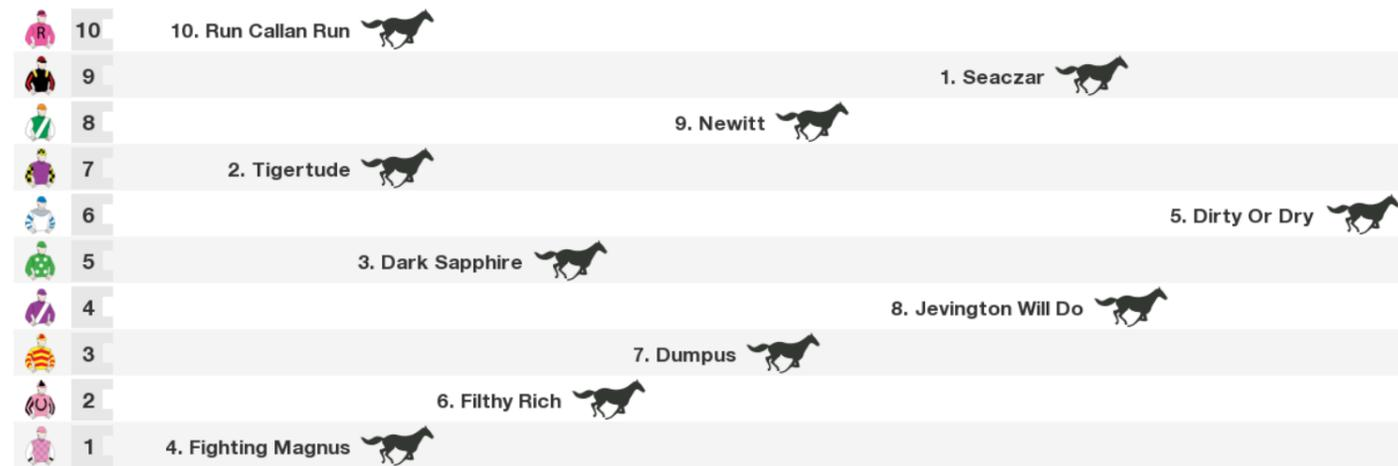 R 10 10. Run Callan Run
9 1. Seaczar
8 9. Newitt
7 2. Tigertude
6 5. Dirty Or Dry
5 3. Dark Sapphire
4 8. Jevington Will Do
3 7. Dumpus
2 6. Filthy Rich
1 4. Fighting Magnus